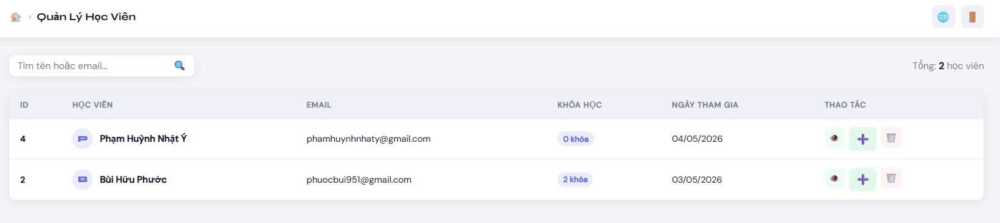 🏠 › Quản Lý Học Viên
Tìm tên hoặc email...
Tổng: 2 học viên
ID HỌC VIÊN EMAIL KHÓA HỌC NGÀY THAM GIA THAO TÁC
4 P Phạm Huỳnh Nhật Ý phamhuynhnhaty@gmail.com 0 khóa 04/05/2026
2 B Bùi Hữu Phước phuocbui951@gmail.com 2 khóa 03/05/2026